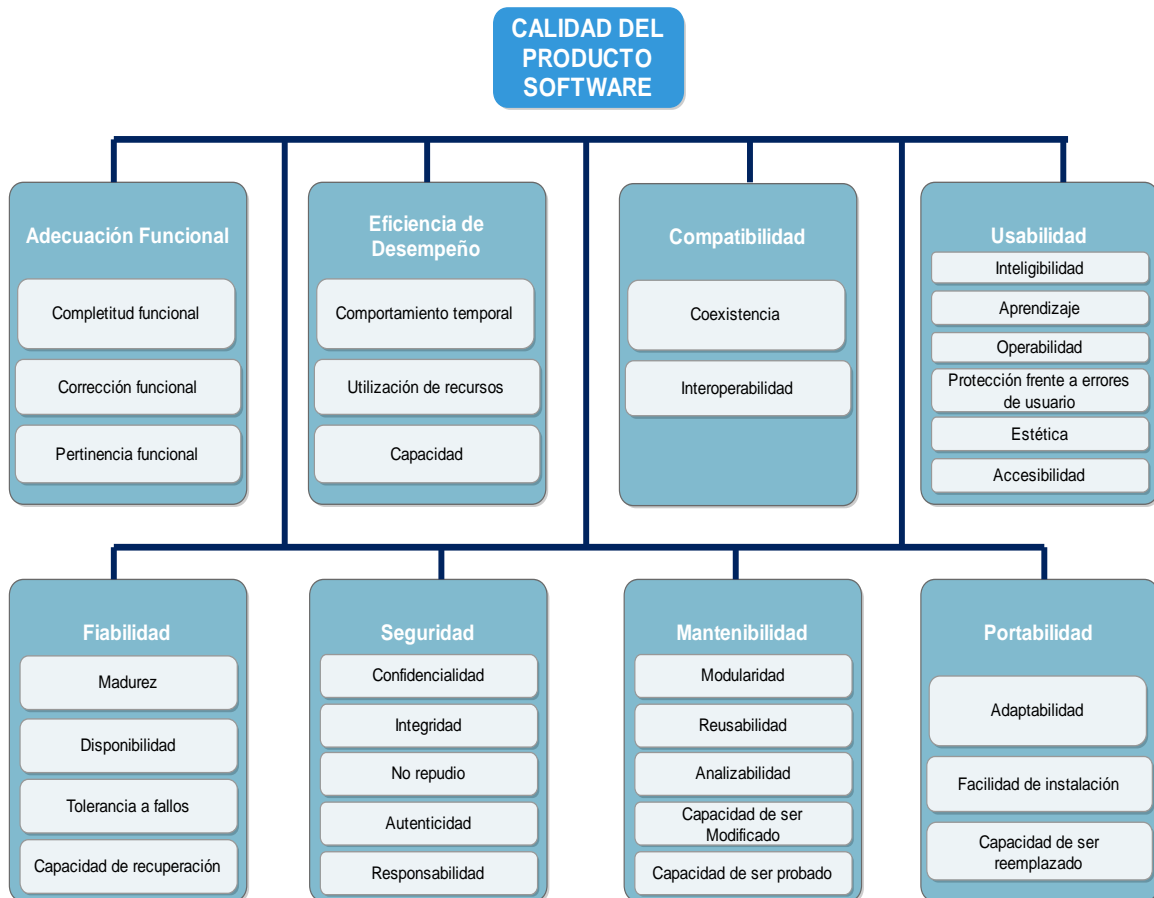 CALIDAD DEL
PRODUCTO
SOFTWARE
Adecuación Funcional
Completitud funcional
Corrección funcional
Pertinencia funcional
Eficiencia de
Desempeño
Comportamiento temporal
Utilización de recursos
Capacidad
Compatibilidad
Coexistencia
Interoperabilidad
Usabilidad
Inteligibilidad
Aprendizaje
Operabilidad
Protección frente a errores
de usuario
Estética
Accesibilidad
Fiabilidad
Madurez
Disponibilidad
Tolerancia a fallos
Capacidad de recuperación
Seguridad
Confidencialidad
Integridad
No repudio
Autenticidad
Responsabilidad
Mantenibilidad
Modularidad
Reusabilidad
Analizabilidad
Capacidad de ser
Modificado
Capacidad de ser probado
Portabilidad
Adaptabilidad
Facilidad de instalación
Capacidad de ser
reemplazado